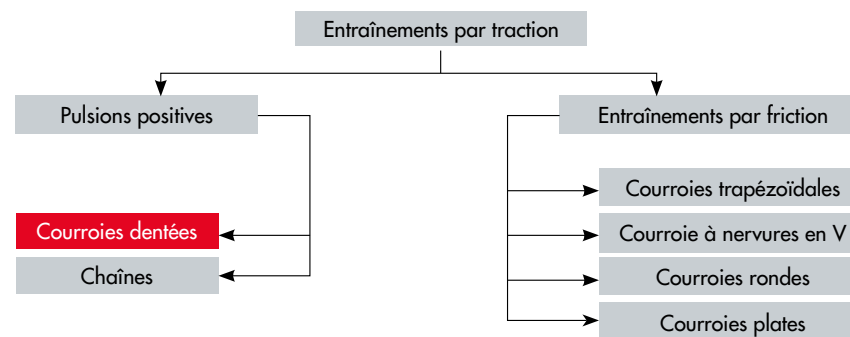 Entraînements par traction
Pulsions positives
Entraînements par friction
Courroies trapézoïdales
Courroies dentées
Courroie à nervures en V
Chaînes
Courroies rondes
Courroies plates